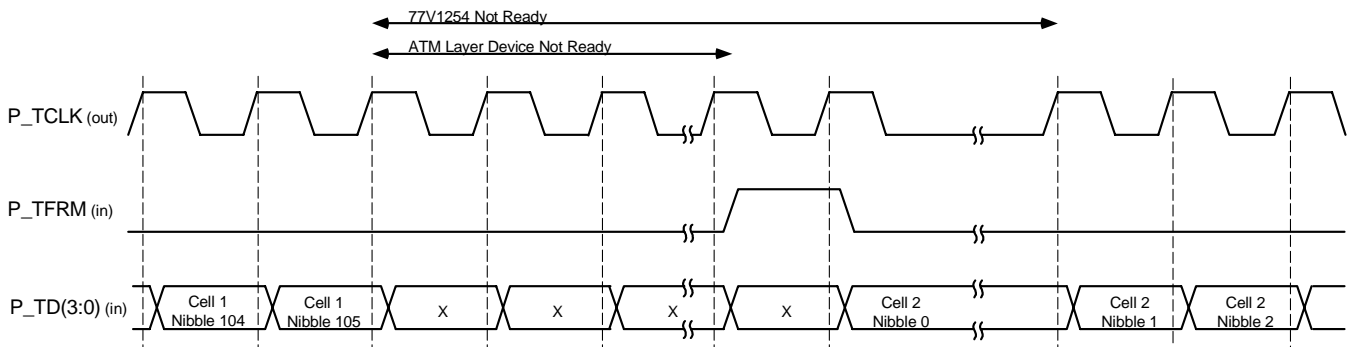 77V1254 Not Ready
ATM Layer Device Not Ready
P_TCLK (out)
P_TFRM (in)
P_TD(3:0) (in)
Cell 1
Nibble 104
Cell 1
Nibble 105
X
X
X
X
Cell 2
Nibble 0
Cell 2
Nibble 1
Cell 2
Nibble 2